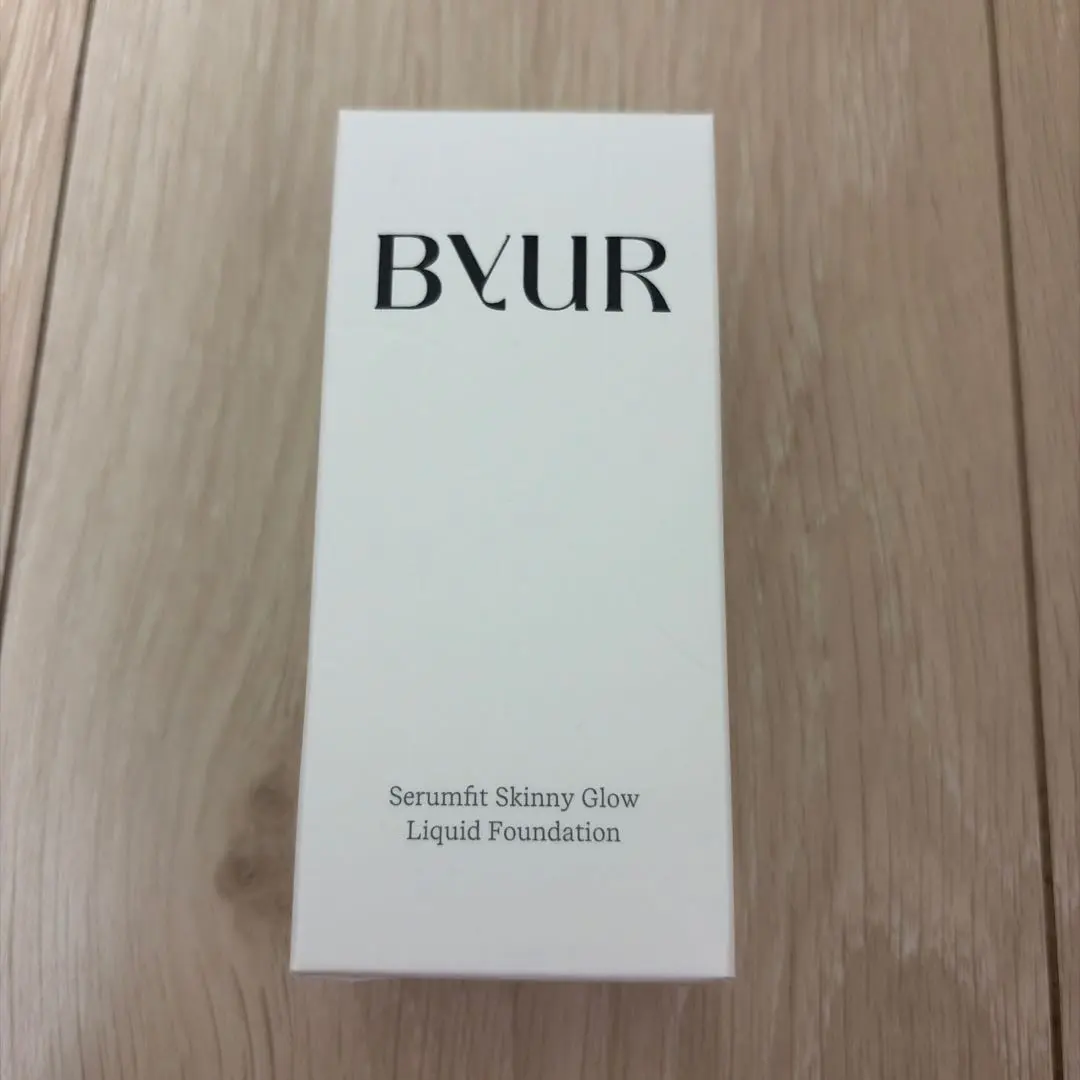 BYUR
Serumfit Skinny Glow
Liquid Foundation